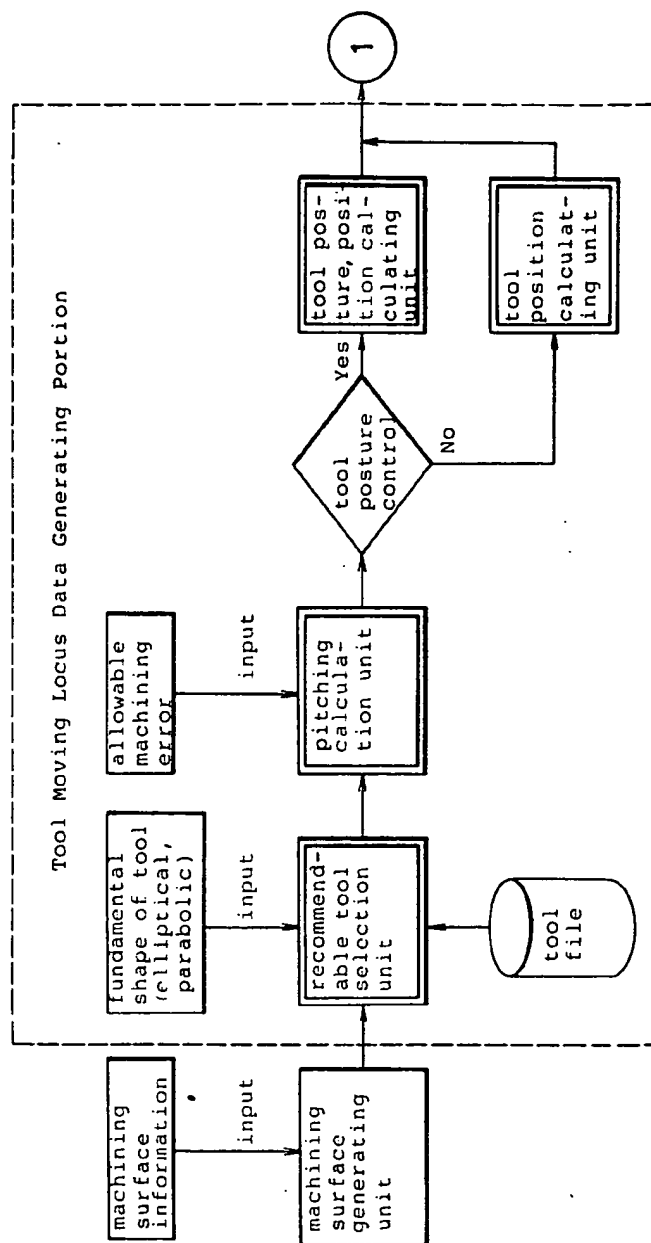 Tool Moving Locus Data Generating Portion
machining
surface
information
input
machining
surface
generating
unit
fundamental
shape of tool
(elliptical,
parabolic)
input
recommend-
able tool
selection
unit
tool
file
allowable
machining
error
input
pitching
calcula-
tion unit
tool
posture
control
Yes
No
tool pos-
ture, posi-
tion cal-
culating
unit
tool
position
calculat-
ing unit
1